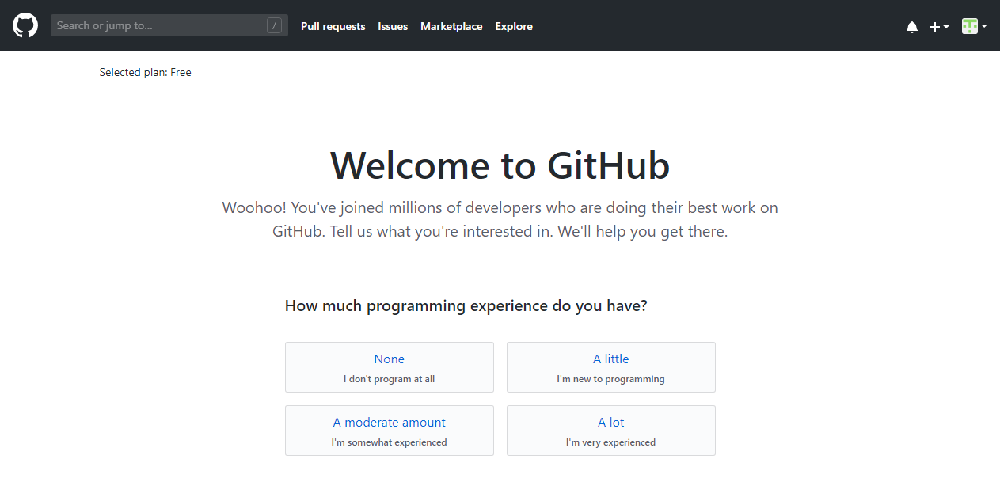 Search or jump to... /
Pull requests
Issues
Marketplace
Explore
Selected plan: Free
Welcome to GitHub
Woohoo! You've joined millions of developers who are doing their best work on
GitHub. Tell us what you're interested in. We'll help you get there.
How much programming experience do you have?
None
I don't program at all
A little
I'm new to programming
A moderate amount
I'm somewhat experienced
A lot
I'm very experienced